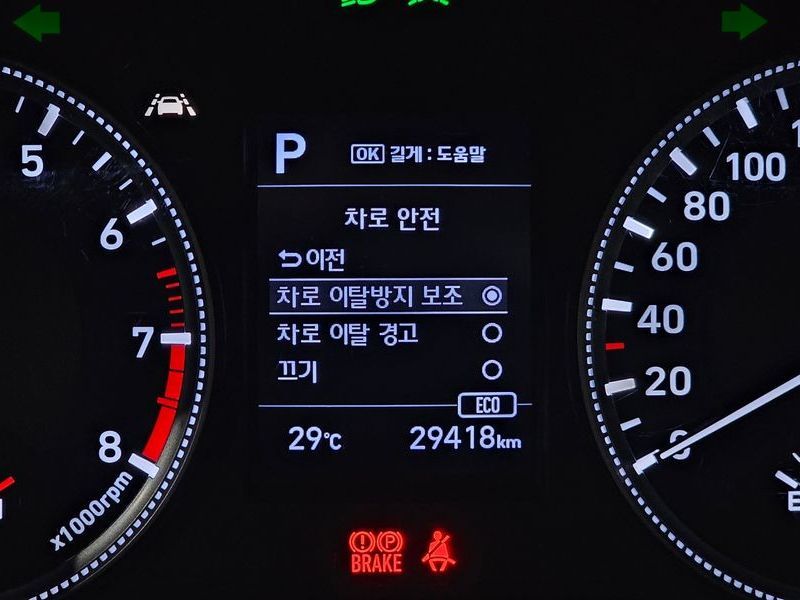 P OK 길게 : 도움말
차로 안전
이전
차로 이탈방지 보조
차로 이탈 경고
끄기
ECO
29℃ 29418km
5
6
7
8
x1000rpm
100
80
60
40
20
0
P
BRAKE
E